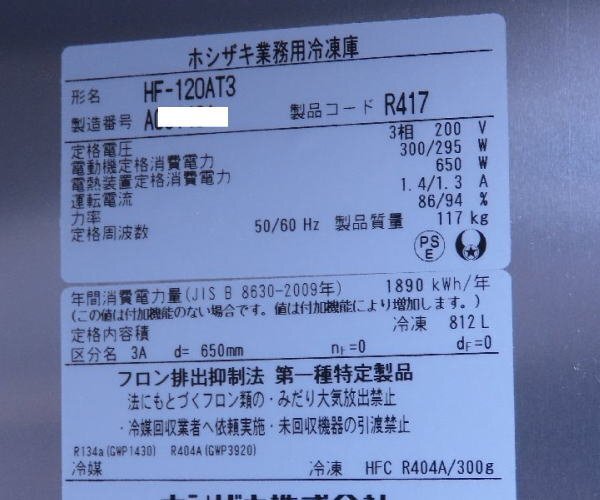 ホシザキ業務用冷凍庫
形名 HF-120AT3
製造番号 製品コード R417
定格電圧 3相 200 V
電動機定格消費電力 300/295 W
電熱装置定格消費電力 650 W
運転電流 1.4/1.3 A
力率 86/94 %
定格周波数 50/60 Hz 製品質量 117 kg
PS E
年間消費電力量(JIS B 8630-2009年) 1890 kWh/年
(この値は付加機能のない場合です。値は付加機能により増加します。)
定格内容積 冷凍 812 L
区分名 3A d= 650mm nF=0 dF=0
フロン排出抑制法 第一種特定製品
法にもとづくフロン類の・みだり大気放出禁止
・冷媒回収業者へ依頼実施・未回収機器の引渡禁止
R134a(GWP1430) R404A(GWP3920)
冷媒 冷凍 HFC R404A/300g
ホシザキ株式会社